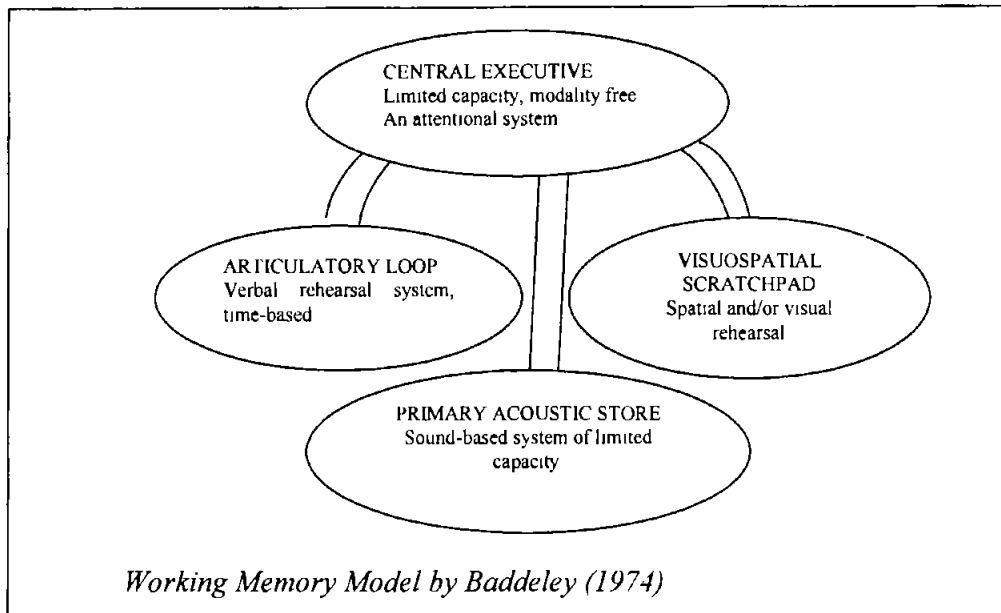 CENTRAL EXECUTIVE
Limited capacity, modality free
An attentional system
ARTICULATORY LOOP
Verbal rehearsal system,
time-based
VISUOSPATIAL
SCRATCHPAD
Spatial and/or visual
rehearsal
PRIMARY ACOUSTIC STORE
Sound-based system of limited
capacity
Working Memory Model by Baddeley (1974)